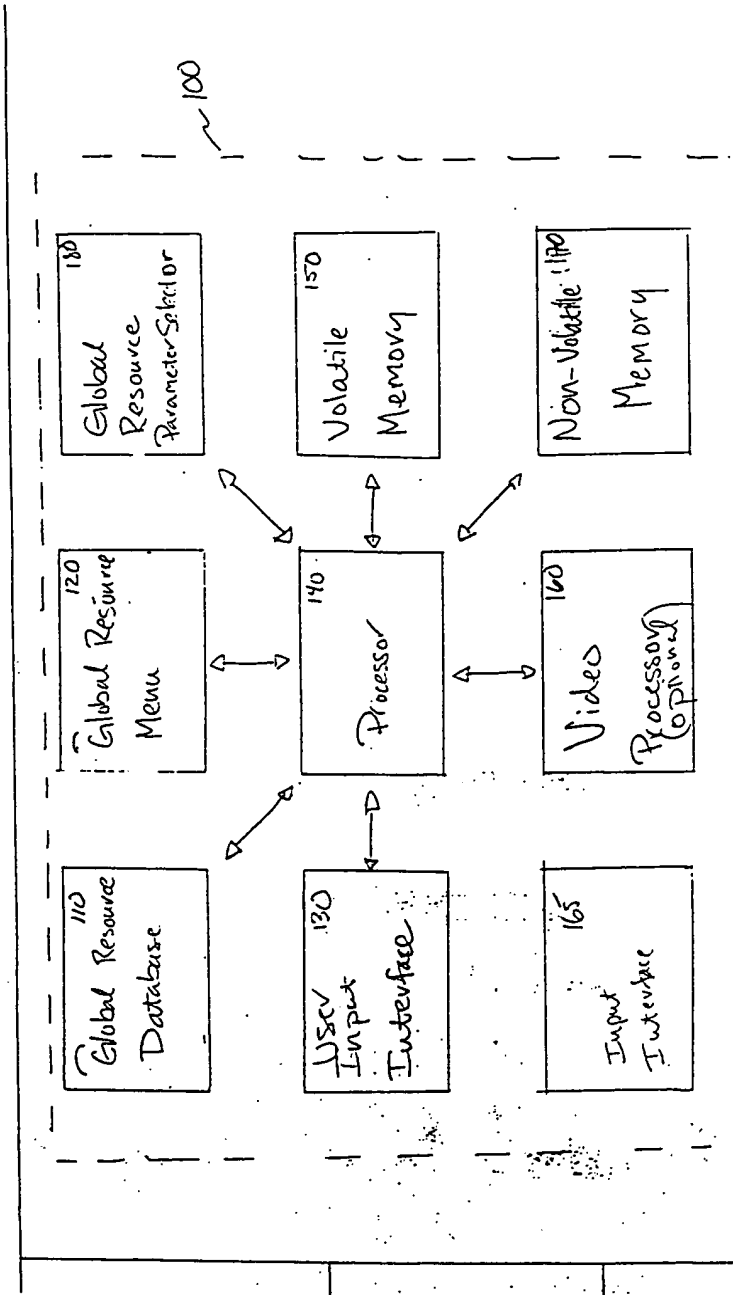 100
110
Global Resource
Database
120
Global Resource
Menu
180
Global
Resource
Parameter Selector
130
User
Input
Interface
140
Processor
150
Volatile
Memory
165
Input
Interface
160
Video
Processor
(optional)
170
Non-Volatile
Memory